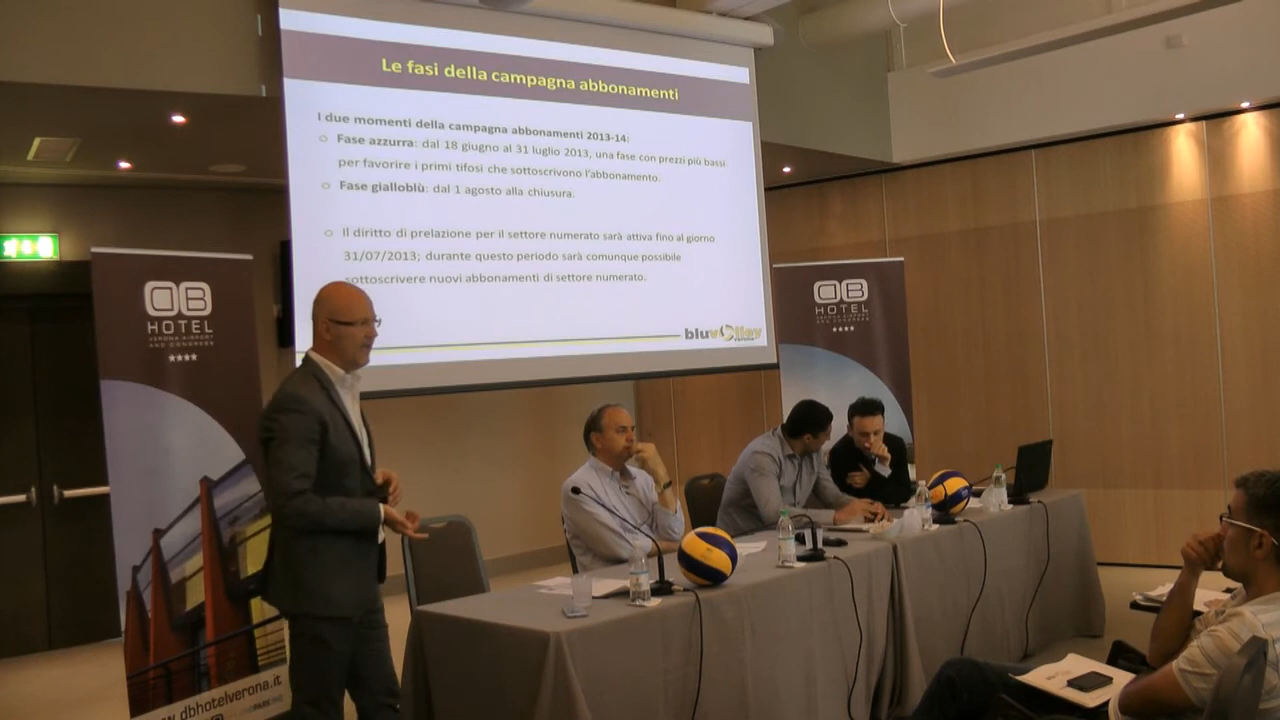 Le fasi della campagna abbonamenti
I due momenti della campagna abbonamenti 2013-14:
o Fase azzurra: dal 18 giugno al 31 luglio 2013, una fase con prezzi più bassi
per favorire i primi tifosi che sottoscrivono l'abbonamento.
o Fase gialloblù: dal 1 agosto alla chiusura.
o Il diritto di prelazione per il settore numerato sarà attiva fino al giorno
31/07/2013; durante questo periodo sarà comunque possibile
sottoscrivere nuovi abbonamenti di settore numerato.
bluvolley
verona
DB
HOTEL
VERONA AIRPORT
AND CONGRESS
www.dbhotelverona.it
DB
HOTEL
VERONA AIRPORT
AND CONGRESS